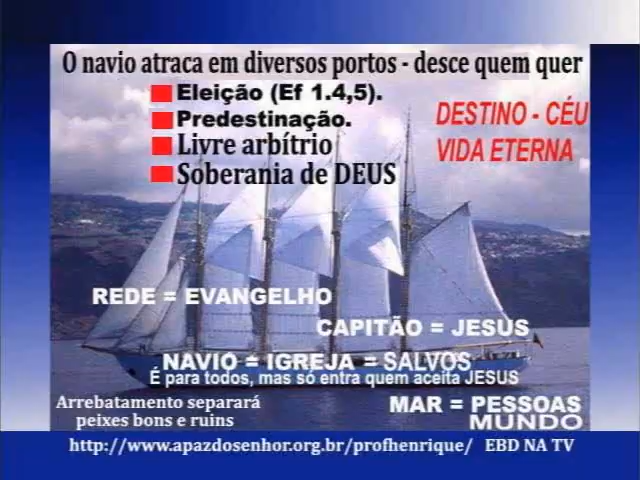 O navio atraca em diversos portos - desce quem quer
Eleição (Ef 1.4,5).
Predestinação.
Livre arbítrio
Soberania de DEUS
DESTINO - CÉU
VIDA ETERNA
REDE = EVANGELHO
CAPITÃO = JESUS
NAVIO = IGREJA = SALVOS
É para todos, mas só entra quem aceita JESUS
Arrebatamento separará
peixes bons e ruins
MAR = PESSOAS
MUNDO
http://www.apazdosenhor.org.br/profhenrique/ EBD NA TV